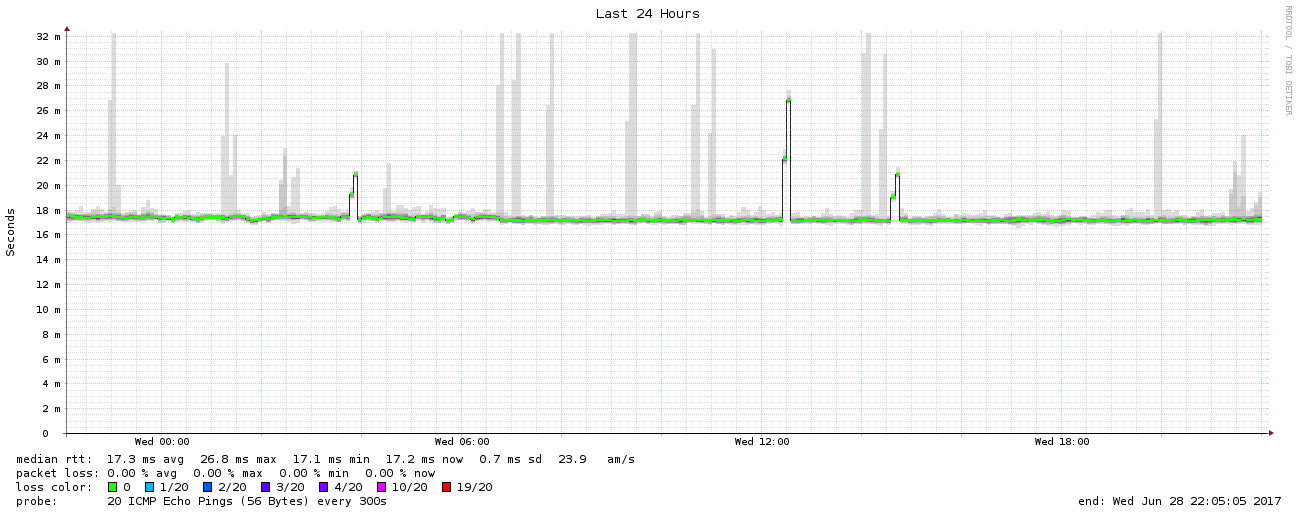 Last 24 Hours
RRDTOOL / TOBI OETIKER
Seconds
32 m
30 m
28 m
26 m
24 m
22 m
20 m
18 m
16 m
14 m
12 m
10 m
8 m
6 m
4 m
2 m
0
Wed 00:00 Wed 06:00 Wed 12:00 Wed 18:00
median rtt: 17.3 ms avg 26.8 ms max 17.1 ms min 17.2 ms now 0.7 ms sd 23.9 am/s
packet loss: 0.00 % avg 0.00 % max 0.00 % min 0.00 % now
loss color: 0 1/20 2/20 3/20 4/20 10/20 19/20
probe: 20 ICMP Echo Pings (56 Bytes) every 300s end: Wed Jun 28 22:05:05 2017